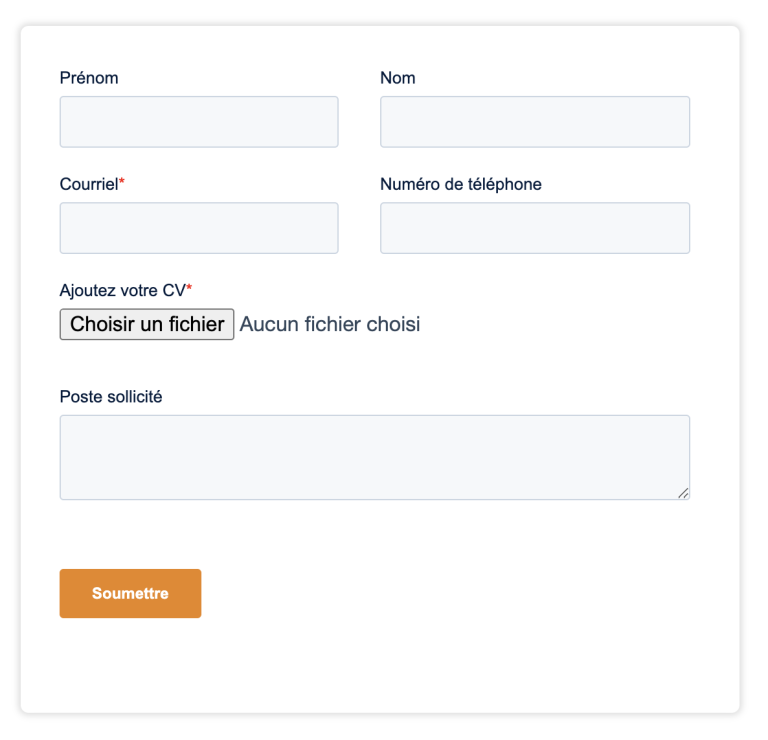 Prénom
Nom
Courriel*
Numéro de téléphone
Ajoutez votre CV*
Choisir un fichier Aucun fichier choisi
Poste sollicité
Soumettre